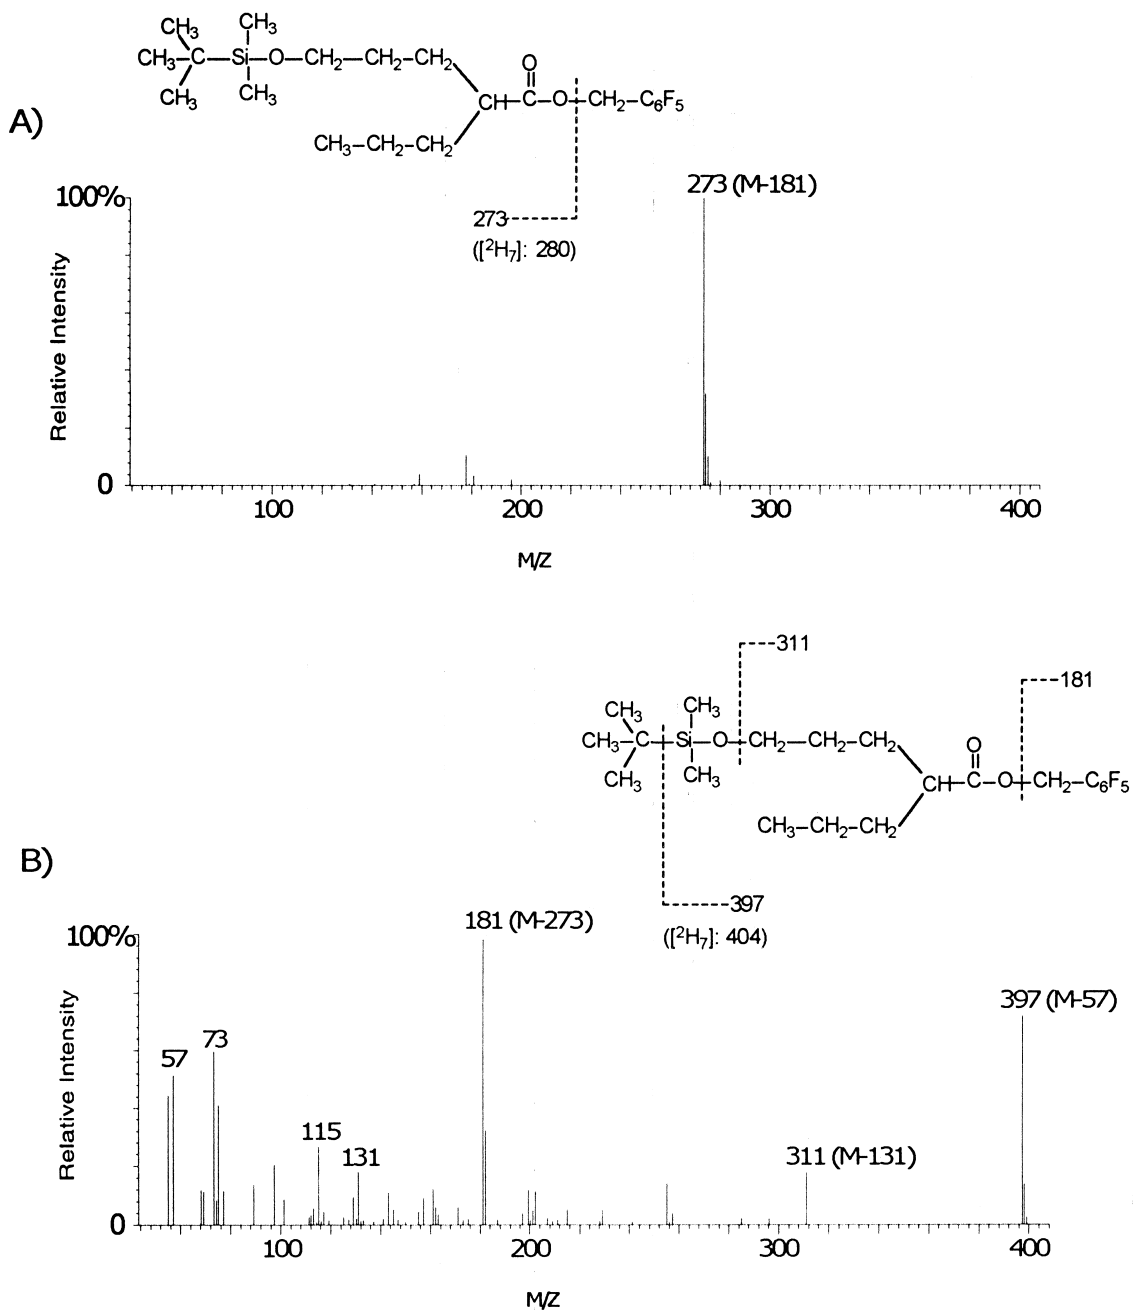 CH₃ CH₃
CH₃–C–Si–O–CH₂–CH₂–CH₂ O
CH₃ CH₃ CH–C–O–CH₂–C₆F₅
A)
CH₃–CH₂–CH₂
100%
273 (M-181)
273
([²H₇]: 280)
Relative Intensity
0
100 200 300 400
M/Z
311
181
CH₃ CH₃
CH₃–C–Si–O–CH₂–CH₂–CH₂ O
CH₃ CH₃ CH–C–O–CH₂–C₆F₅
CH₃–CH₂–CH₂
B)
397
([²H₇]: 404)
181 (M-273)
100%
397 (M-57)
73
57
Relative Intensity
115
131
311 (M-131)
0
100 200 300 400
M/Z